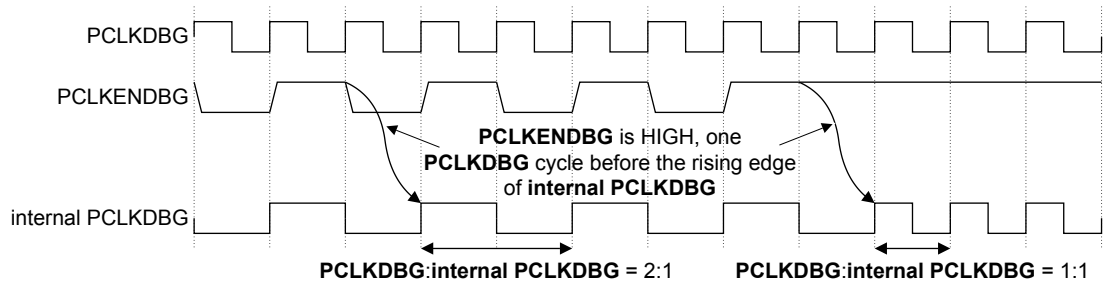 PCLKDBG
PCLKENDBG
PCLKENDBG is HIGH, one
PCLKDBG cycle before the rising edge
of internal PCLKDBG
internal PCLKDBG
PCLKDBG:internal PCLKDBG = 2:1
PCLKDBG:internal PCLKDBG = 1:1